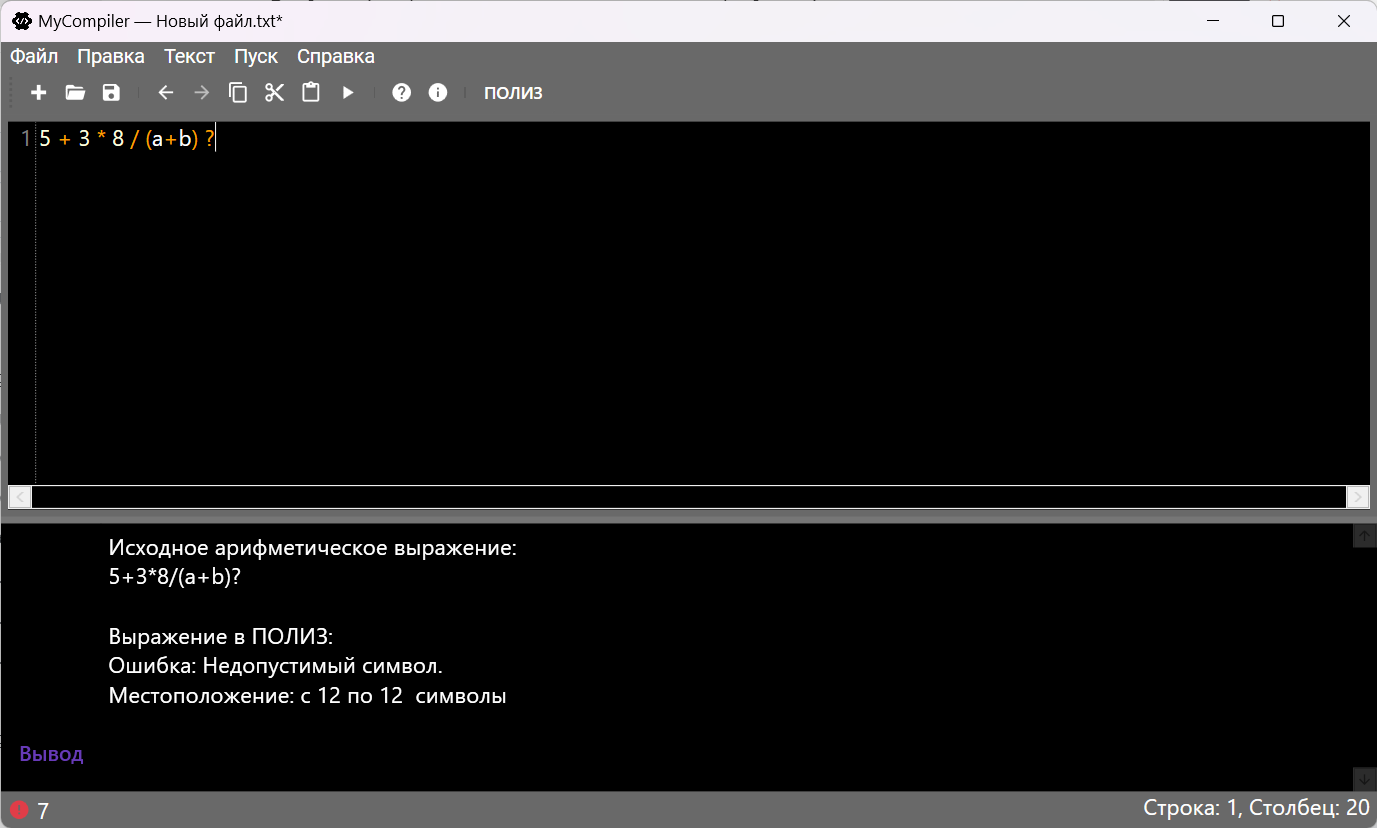 MyCompiler — Новый файл.txt*
Файл Правка Текст Пуск Справка
ПОЛИЗ
1 5 + 3 * 8 / (a+b) ?
Исходное арифметическое выражение:
5+3*8/(a+b)?
Выражение в ПОЛИЗ:
Ошибка: Недопустимый символ.
Местоположение: с 12 по 12 символы
Вывод
7
Строка: 1, Столбец: 20